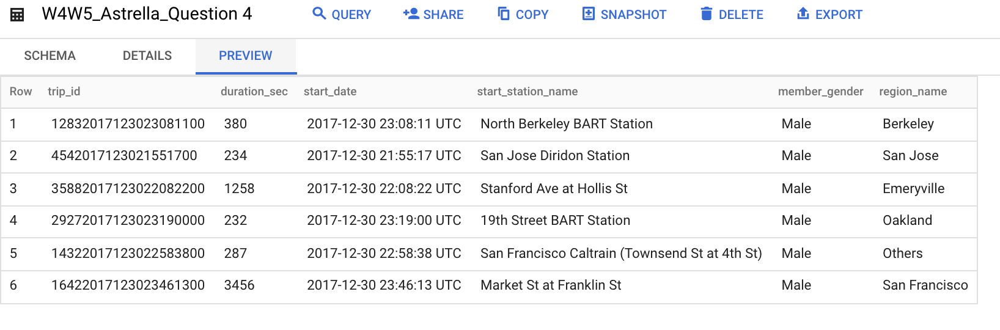 W4W5_Astrella_Question 4 QUERY SHARE COPY SNAPSHOT DELETE EXPORT
SCHEMA DETAILS PREVIEW
Row trip_id duration_sec start_date start_station_name member_gender region_name
1 12832017123023081100 380 2017-12-30 23:08:11 UTC North Berkeley BART Station Male Berkeley
2 4542017123021551700 234 2017-12-30 21:55:17 UTC San Jose Diridon Station Male San Jose
3 35882017123022082200 1258 2017-12-30 22:08:22 UTC Stanford Ave at Hollis St Male Emeryville
4 29272017123023190000 232 2017-12-30 23:19:00 UTC 19th Street BART Station Male Oakland
5 14322017123022583800 287 2017-12-30 22:58:38 UTC San Francisco Caltrain (Townsend St at 4th St) Male Others
6 16422017123023461300 3456 2017-12-30 23:46:13 UTC Market St at Franklin St Male San Francisco